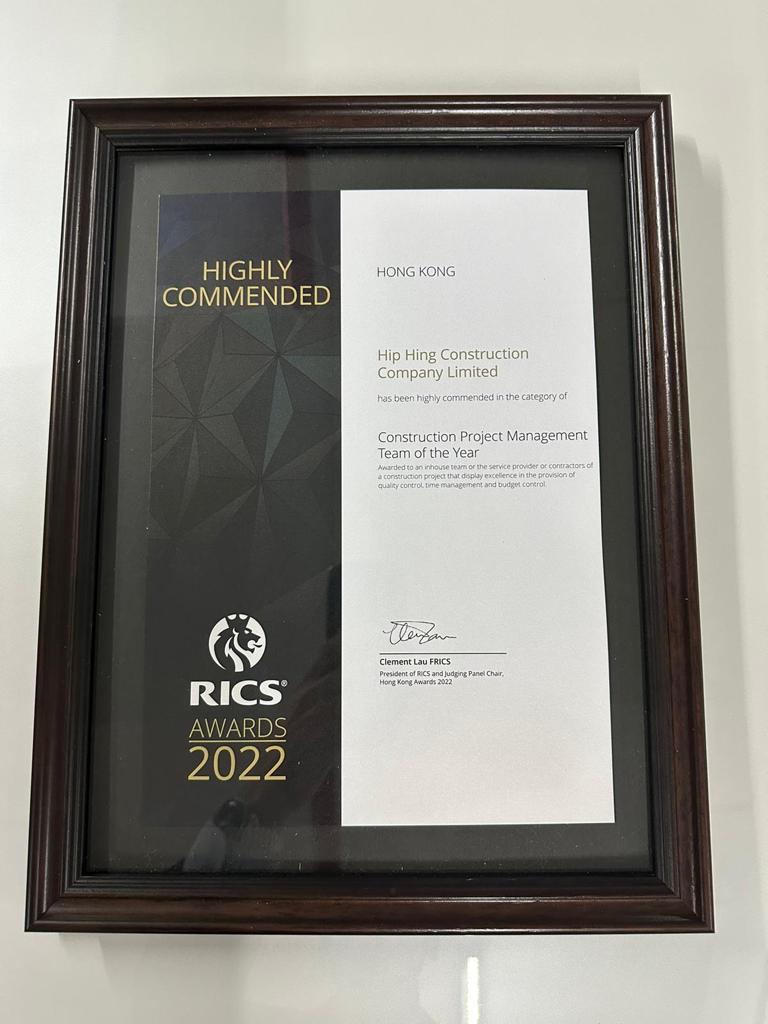 HIGHLY
COMMENDED
RICS®
AWARDS
2022
HONG KONG
Hip Hing Construction
Company Limited
has been highly commended in the category of
Construction Project Management
Team of the Year
Awarded to an inhouse team or the service provider or contractors of
a construction project that display excellence in the provision of
quality control, time management and budget control.
Clement Lau FRICS
President of RICS and Judging Panel Chair,
Hong Kong Awards 2022